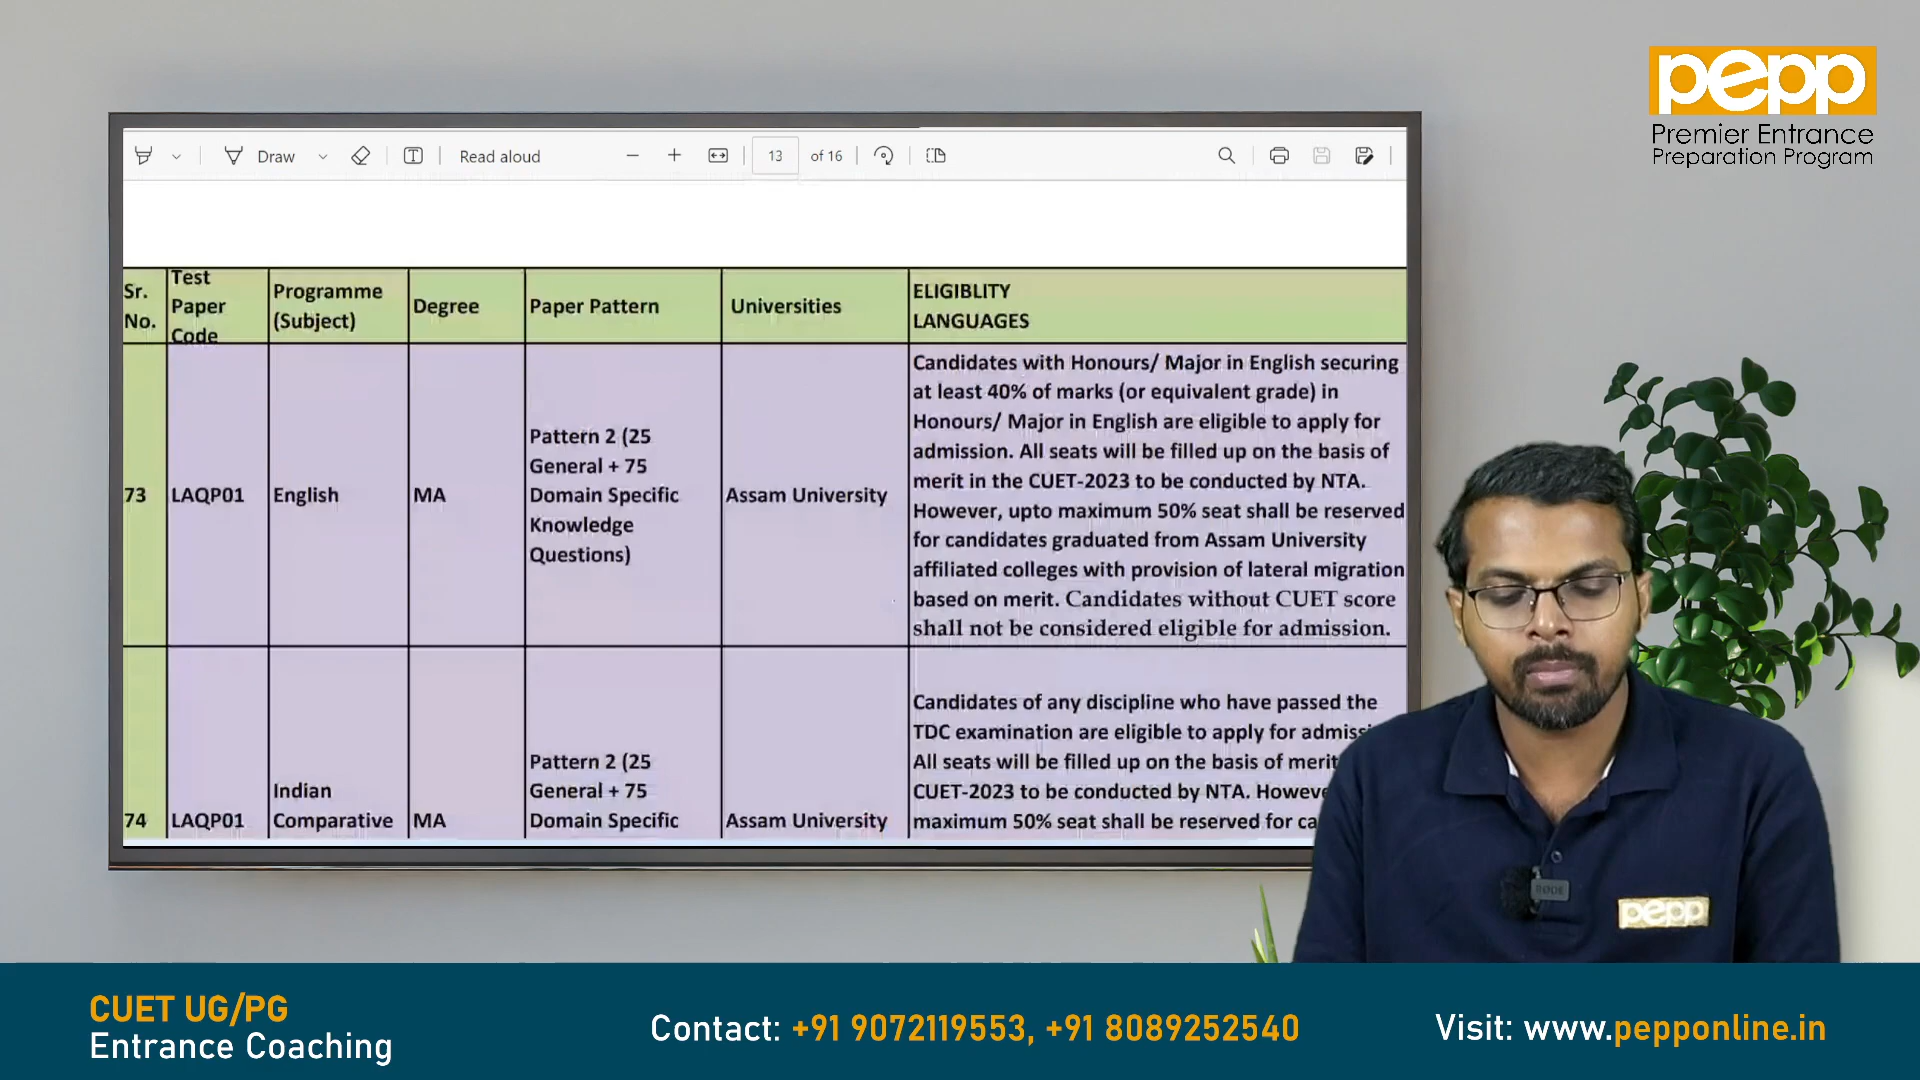 pepp
Premier Entrance
Preparation Program
Draw
Read aloud
13 of 16
Sr.
No.
Test
Paper
Code
Programme
(Subject)
Degree
Paper Pattern
Universities
ELIGIBLITY
LANGUAGES
73
LAQP01
English
MA
Pattern 2 (25
General + 75
Domain Specific
Knowledge
Questions)
Assam University
Candidates with Honours/ Major in English securing
at least 40% of marks (or equivalent grade) in
Honours/ Major in English are eligible to apply for
admission. All seats will be filled up on the basis of
merit in the CUET-2023 to be conducted by NTA.
However, upto maximum 50% seat shall be reserved
for candidates graduated from Assam University
affiliated colleges with provision of lateral migration
based on merit. Candidates without CUET score
shall not be considered eligible for admission.
74
LAQP01
Indian
Comparative
MA
Pattern 2 (25
General + 75
Domain Specific
Assam University
Candidates of any discipline who have passed the
TDC examination are eligible to apply for
All seats will be filled up on the basis of merit
CUET-2023 to be conducted by NTA.
maximum 50% seat shall be reserved for
RODE
pepp
CUET UG/PG
Entrance Coaching
Contact: +91 9072119553, +91 8089252540
Visit: www.pepponline.in